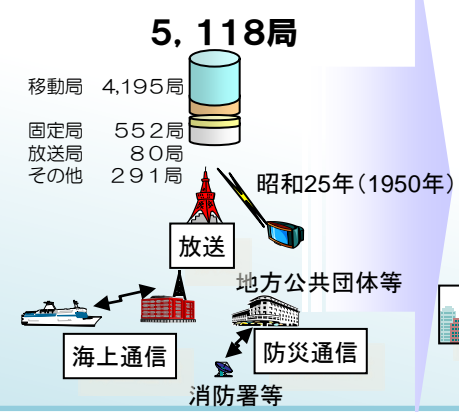 5,118局
移動局 4,195局
固定局 552局
放送局 80局
その他 291局
昭和25年(1950年)
放送
地方公共団体等
海上通信
防災通信
消防署等